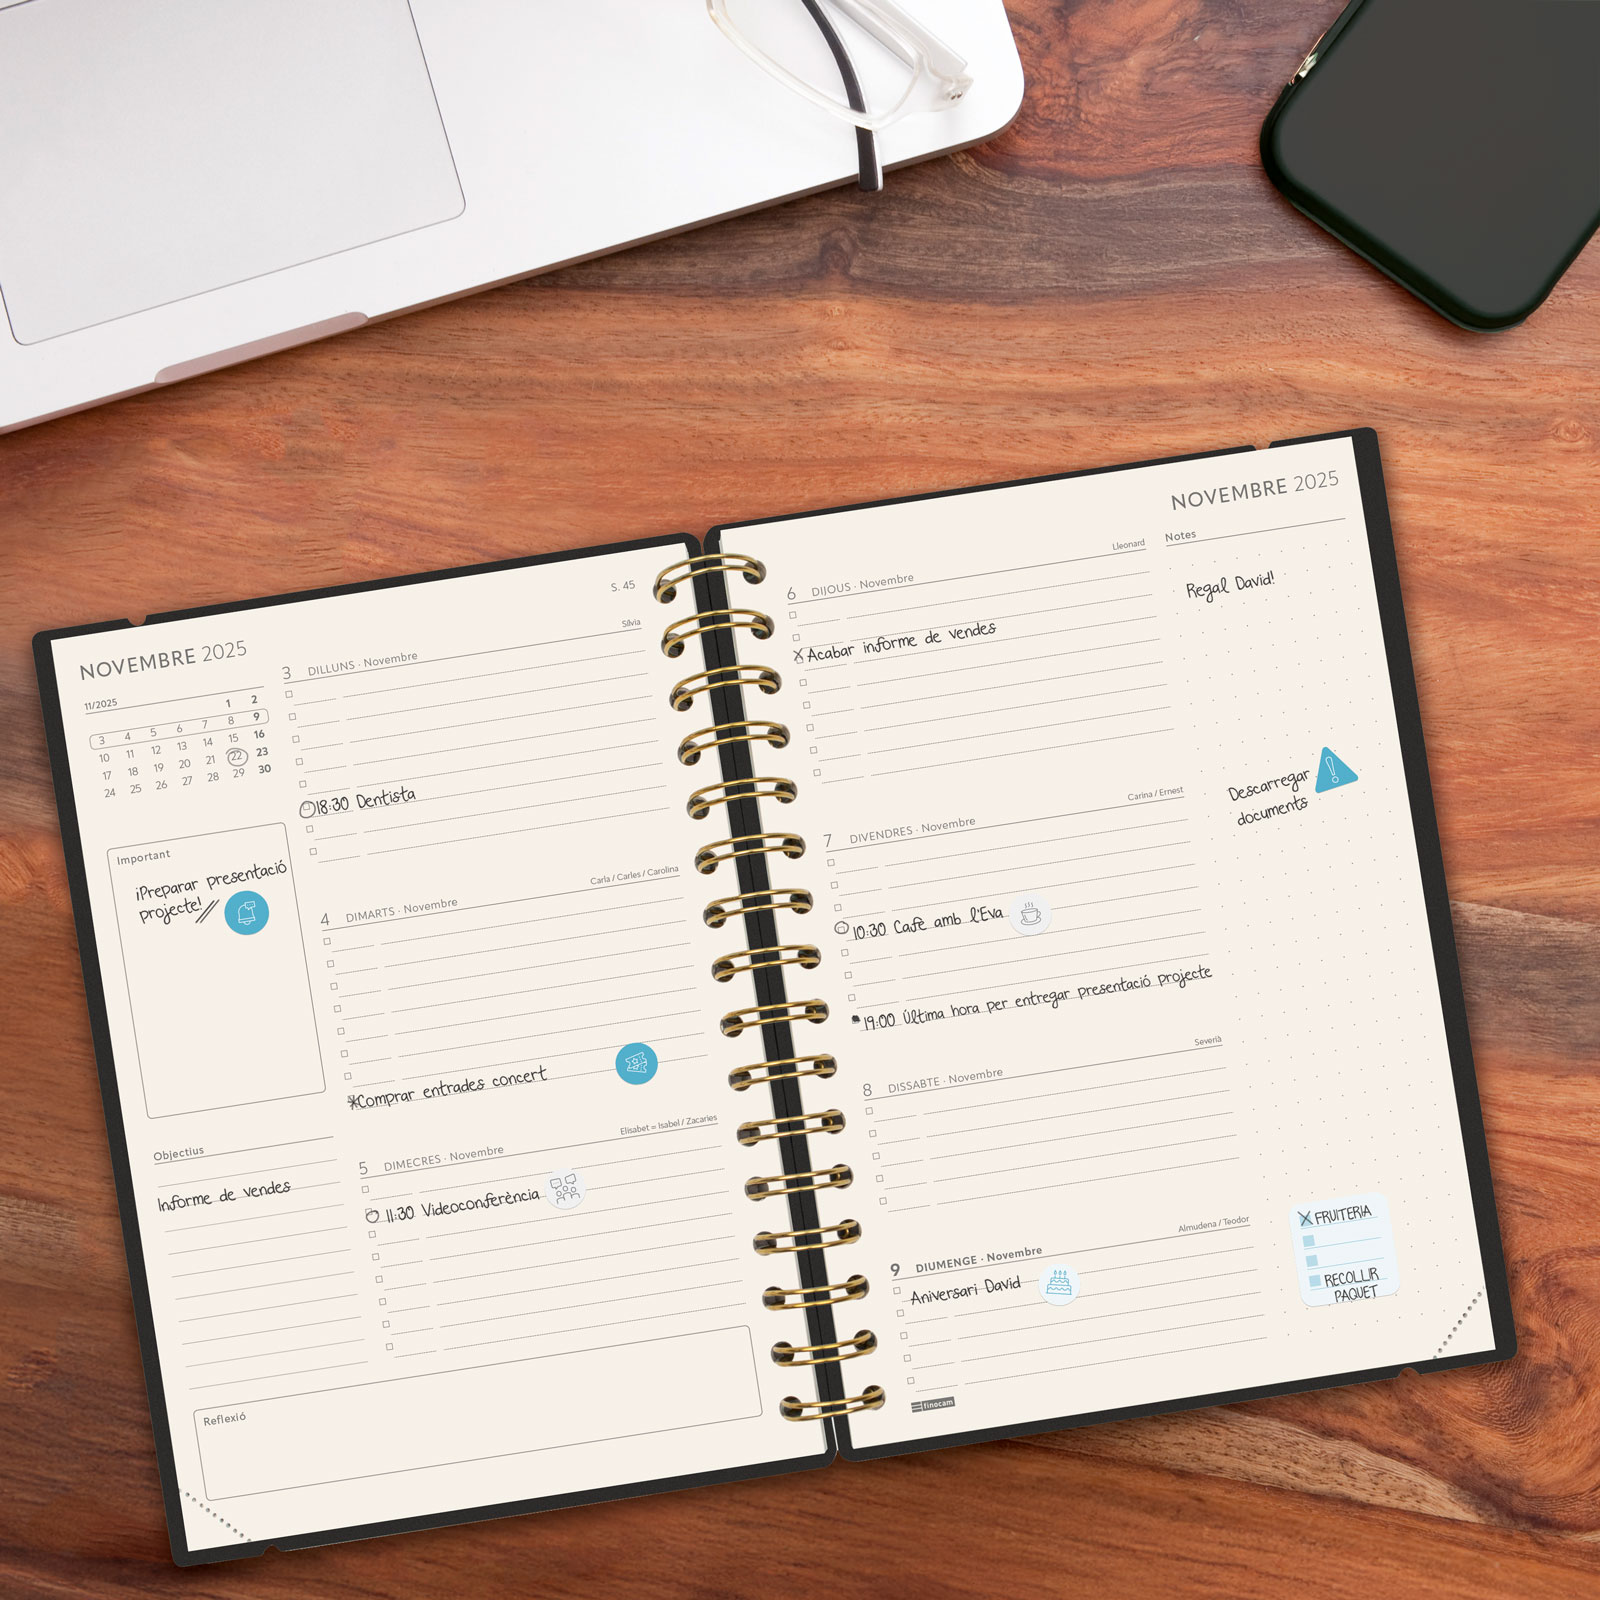 NOVEMBRE 2025
11/2025
1 2
3 4 5 6 7 8 9
10 11 12 13 14 15 16
17 18 19 20 21 22 23
24 25 26 27 28 29 30
Important
¡Preparar presentació
projecte!
Objectius
Informe de vendes
Reflexió
S. 45
3 DILLUNS · Novembre Sílvia
18:30 Dentista
4 DIMARTS · Novembre Carla / Carles / Carolina
Comprar entrades concert
5 DIMECRES · Novembre Elisabet = Isabel / Zacaries
11:30 Videoconferència
NOVEMBRE 2025
6 DIJOUS · Novembre Lleonard
Acabar informe de vendes
7 DIVENDRES · Novembre Carina / Ernest
10:30 Cafè amb l'Eva
19:00 Última hora per entregar presentació projecte
8 DISSABTE · Novembre Severià
9 DIUMENGE · Novembre Almudena / Teodor
Aniversari David
finocam
Notes
Regal David!
Descarregar
documents
FRUITERIA
RECOLLIR
PAQUET